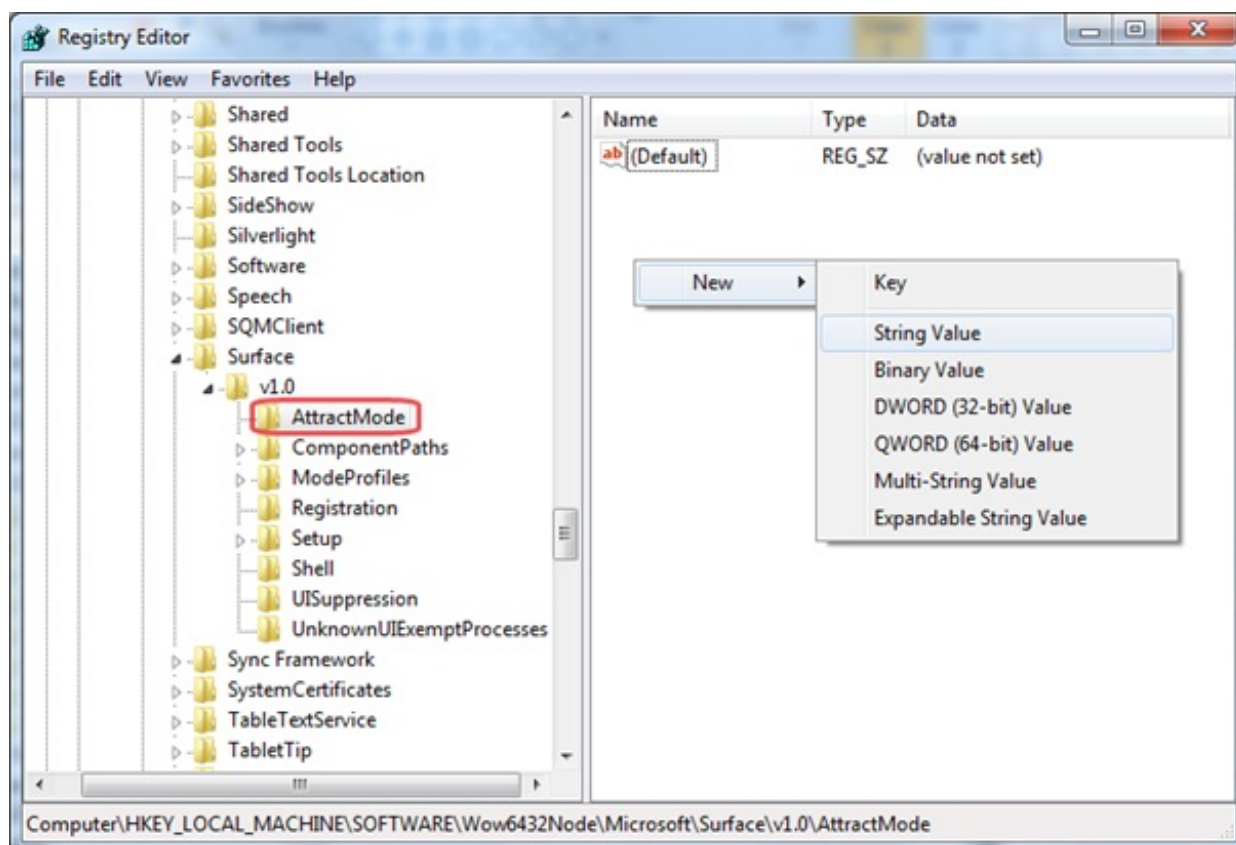 Registry Editor
File Edit View Favorites Help
Shared
Shared Tools
Shared Tools Location
SideShow
Silverlight
Software
Speech
SQMClient
Surface
v1.0
AttractMode
ComponentPaths
ModeProfiles
Registration
Setup
Shell
UISuppression
UnknownUIExemptProcesses
Sync Framework
SystemCertificates
TableTextService
TabletTip
Name Type Data
ab (Default) REG_SZ (value not set)
New
Key
String Value
Binary Value
DWORD (32-bit) Value
QWORD (64-bit) Value
Multi-String Value
Expandable String Value
Computer\HKEY_LOCAL_MACHINE\SOFTWARE\Wow6432Node\Microsoft\Surface\v1.0\AttractMode